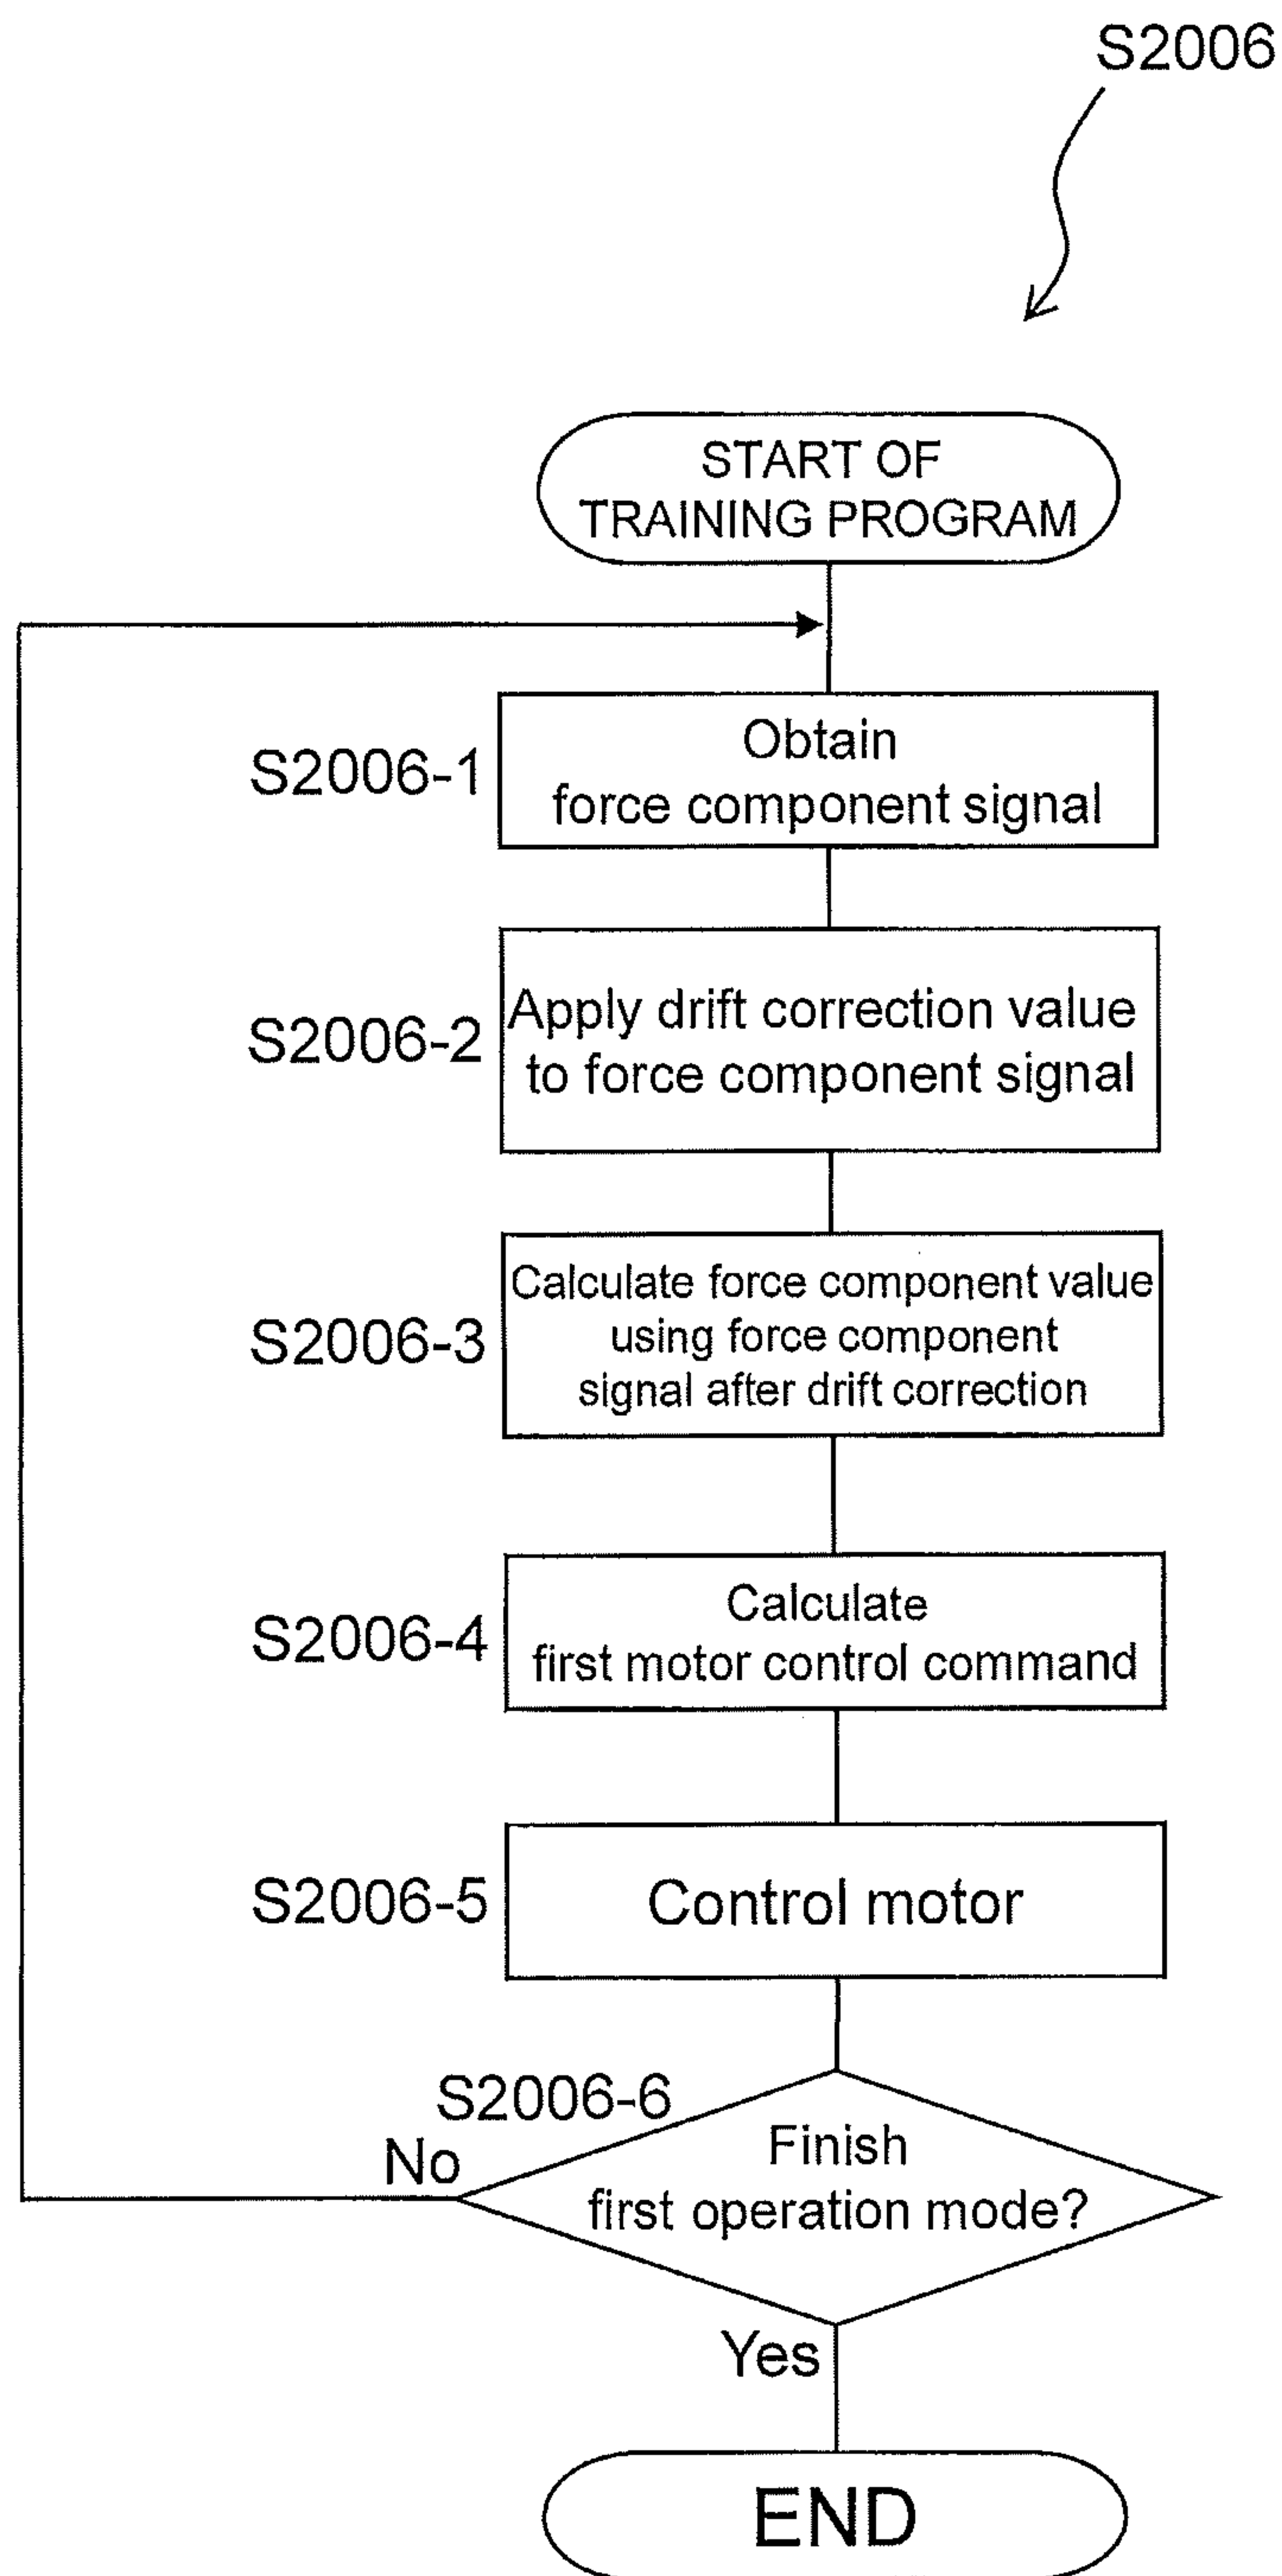 S2006
START OF
TRAINING PROGRAM
S2006-1
Obtain
force component signal
S2006-2
Apply drift correction value
to force component signal
S2006-3
Calculate force component value
using force component
signal after drift correction
S2006-4
Calculate
first motor control command
S2006-5
Control motor
S2006-6
No
Finish
first operation mode?
Yes
END